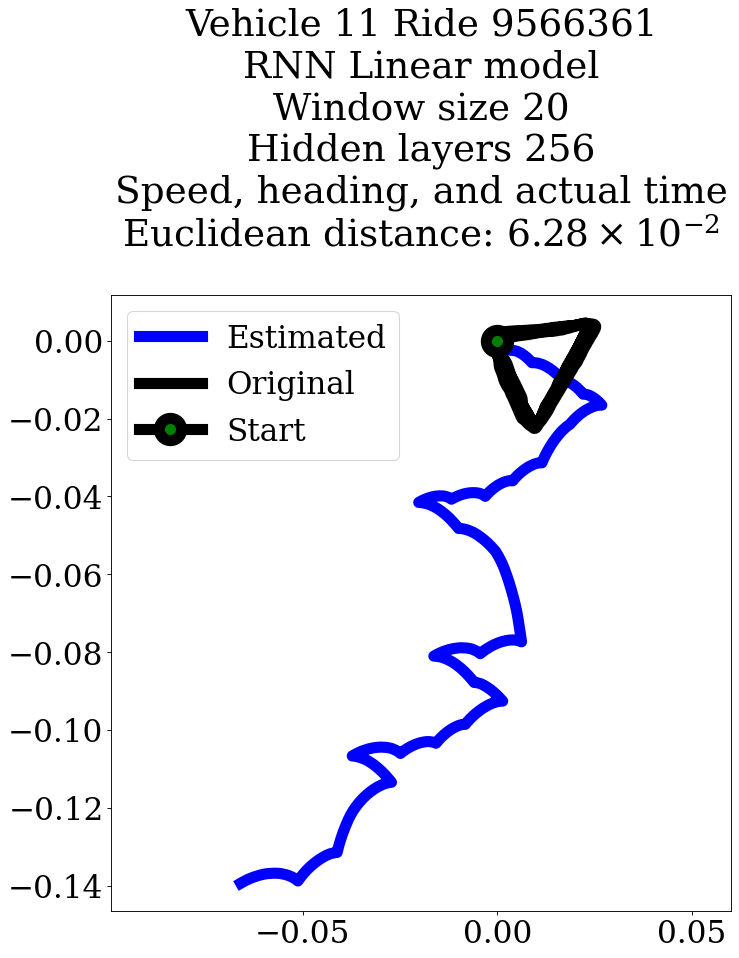 Vehicle 11 Ride 9566361
RNN Linear model
Window size 20
Hidden layers 256
Speed, heading, and actual time
Euclidean distance: 6.28 × 10⁻²
Estimated
Original
Start
0.00
−0.02
−0.04
−0.06
−0.08
−0.10
−0.12
−0.14
−0.05 0.00 0.05